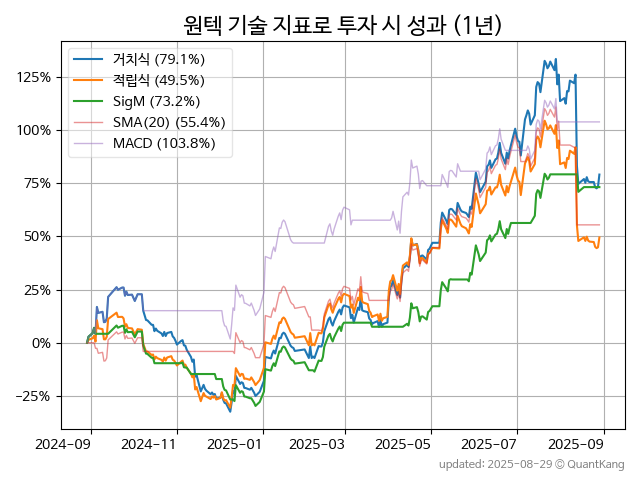 원텍 기술 지표로 투자 시 성과 (1년)
거치식 (79.1%)
적립식 (49.5%)
SigM (73.2%)
SMA(20) (55.4%)
MACD (103.8%)
125%
100%
75%
50%
25%
0%
−25%
2024-09
2024-11
2025-01
2025-03
2025-05
2025-07
2025-09
updated: 2025-08-29 © QuantKang